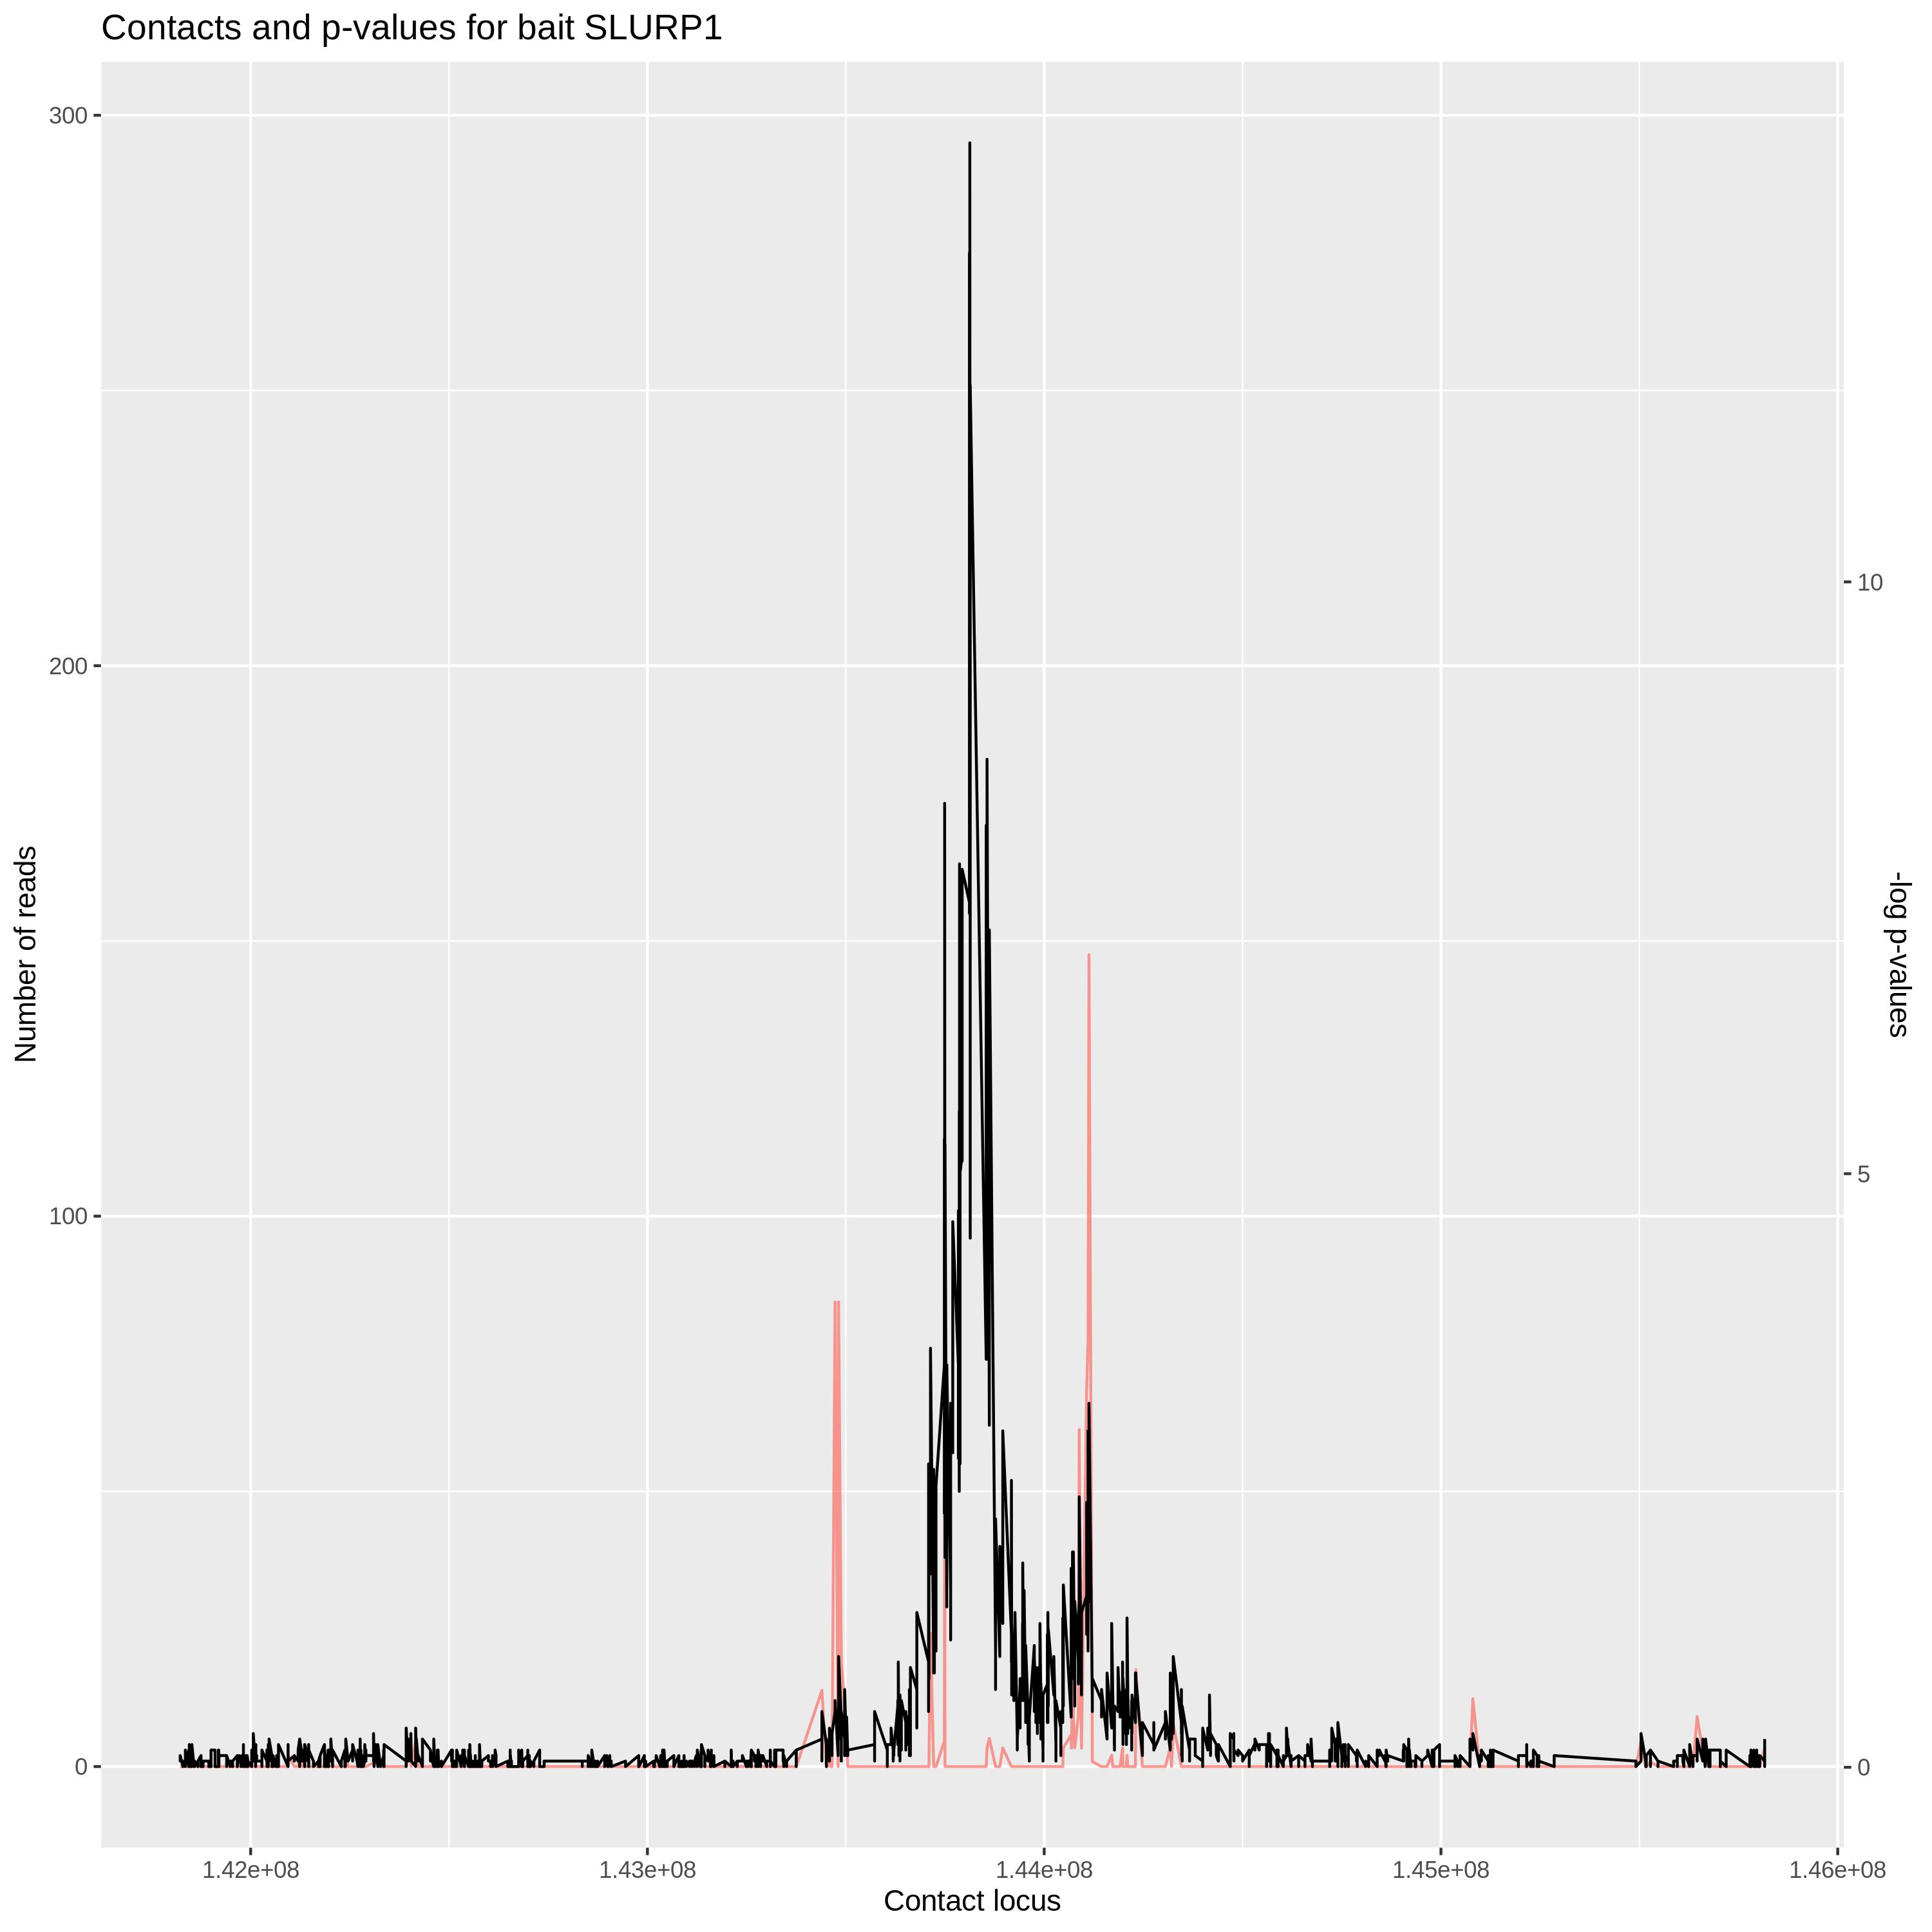 Contacts and p-values for bait SLURP1
300
200
100
0
10
5
0
Number of reads
-log p-values
1.42e+08
1.43e+08
1.44e+08
1.45e+08
1.46e+08
Contact locus